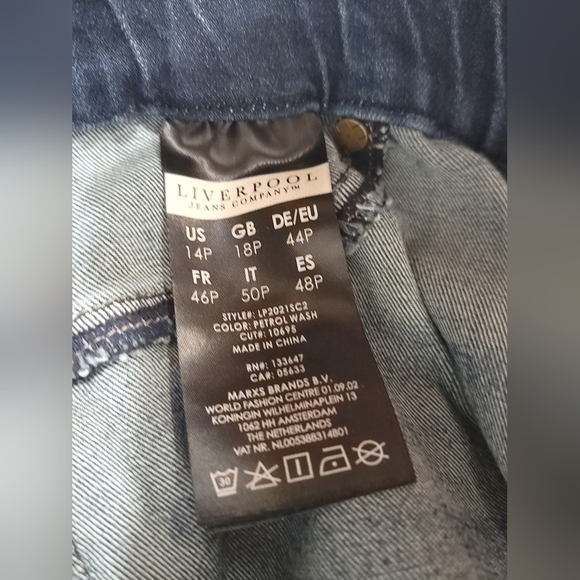 LIVERPOOL
JEANS COMPANY™
US GB DE/EU
14P 18P 44P
FR IT ES
46P 50P 48P
STYLE#: LP2021SC2
COLOR: PETROL WASH
CUT#: 10695
MADE IN CHINA
RN#: 133647
CA#: 05633
MARXS BRANDS B.V.
WORLD FASHION CENTRE 01.09.02
KONINGIN WILHELMINAPLEIN 13
1062 HH AMSTERDAM
THE NETHERLANDS
VAT NR. NL005388314B01
30